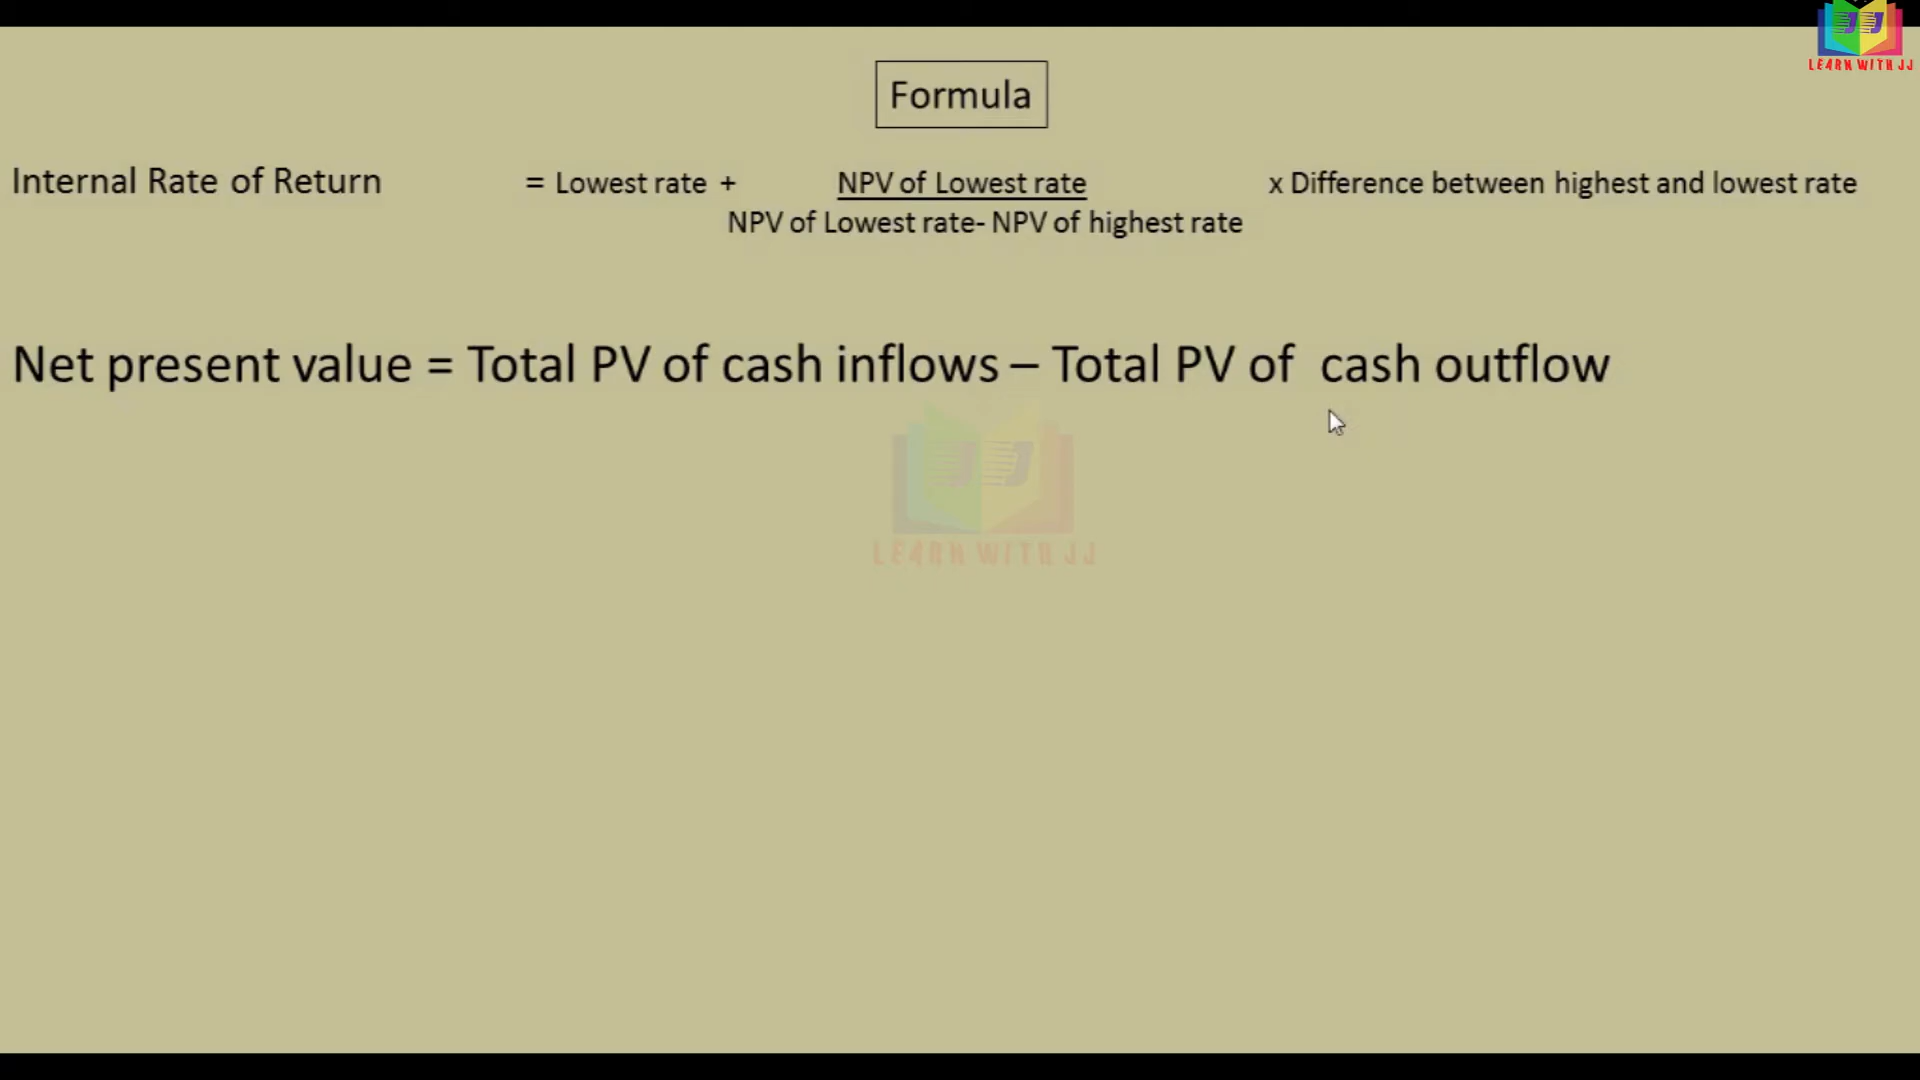 LEARN WITH JJ
Formula
Internal Rate of Return = Lowest rate + NPV of Lowest rate x Difference between highest and lowest rate
NPV of Lowest rate- NPV of highest rate
Net present value = Total PV of cash inflows – Total PV of cash outflow
JJ
LEARN WITH JJ